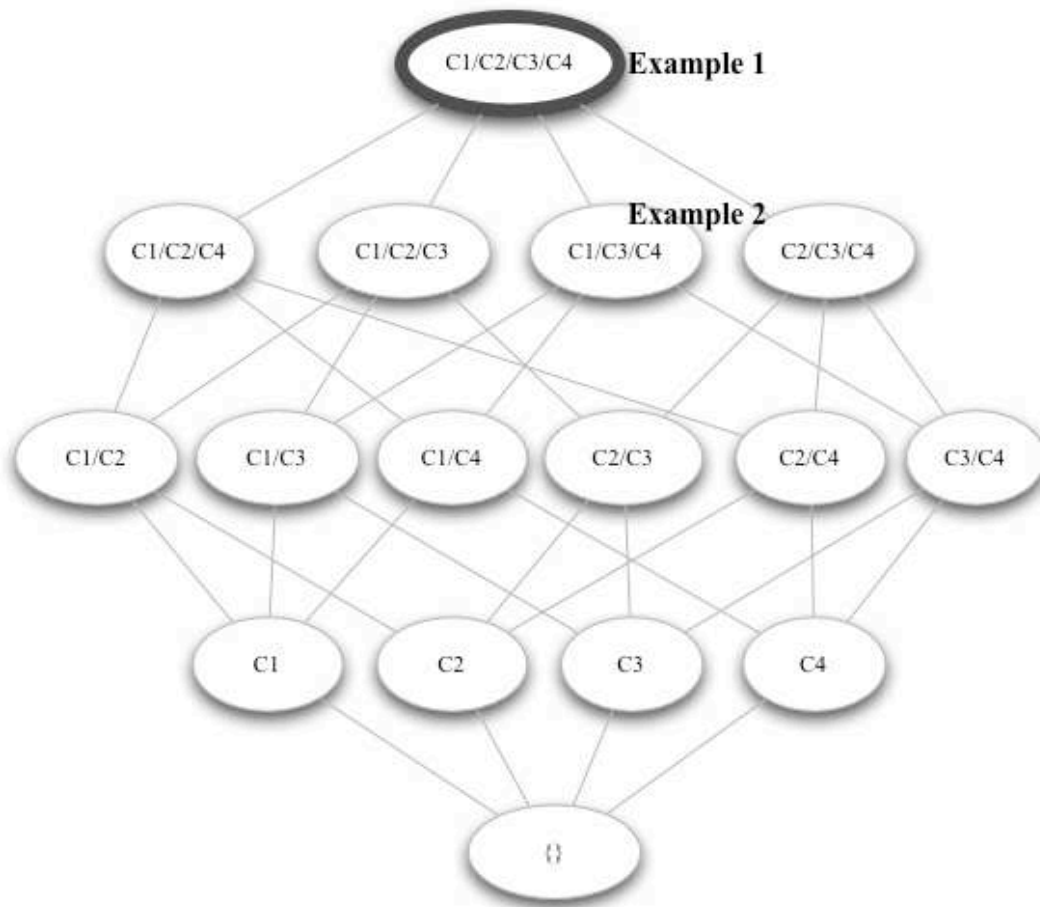 C1/C2/C3/C4 Example 1
Example 2
C1/C2/C4 C1/C2/C3 C1/C3/C4 C2/C3/C4
C1/C2 C1/C3 C1/C4 C2/C3 C2/C4 C3/C4
C1 C2 C3 C4
{}